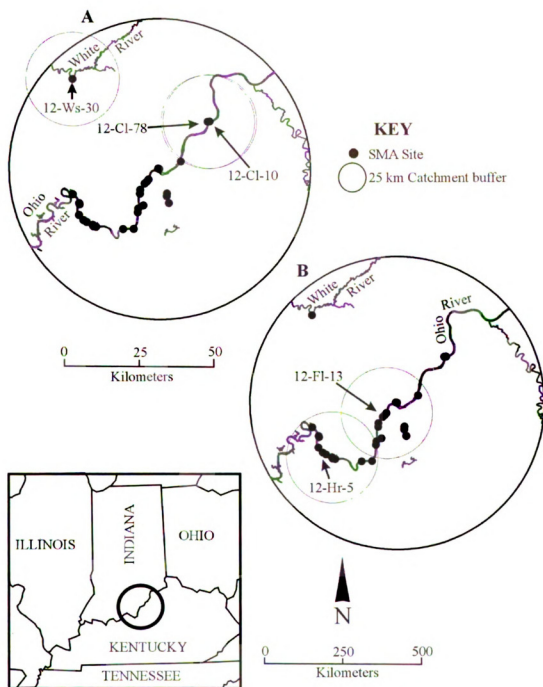 A
White
River
12-Ws-30
12-Cl-78
12-Cl-10
KEY
SMA Site
25 km Catchment buffer
Ohio
River
0 25 50
Kilometers
B
White
River
Ohio
River
12-Fl-13
12-Hr-5
ILLINOIS
INDIANA
OHIO
KENTUCKY
TENNESSEE
N
0 250 500
Kilometers